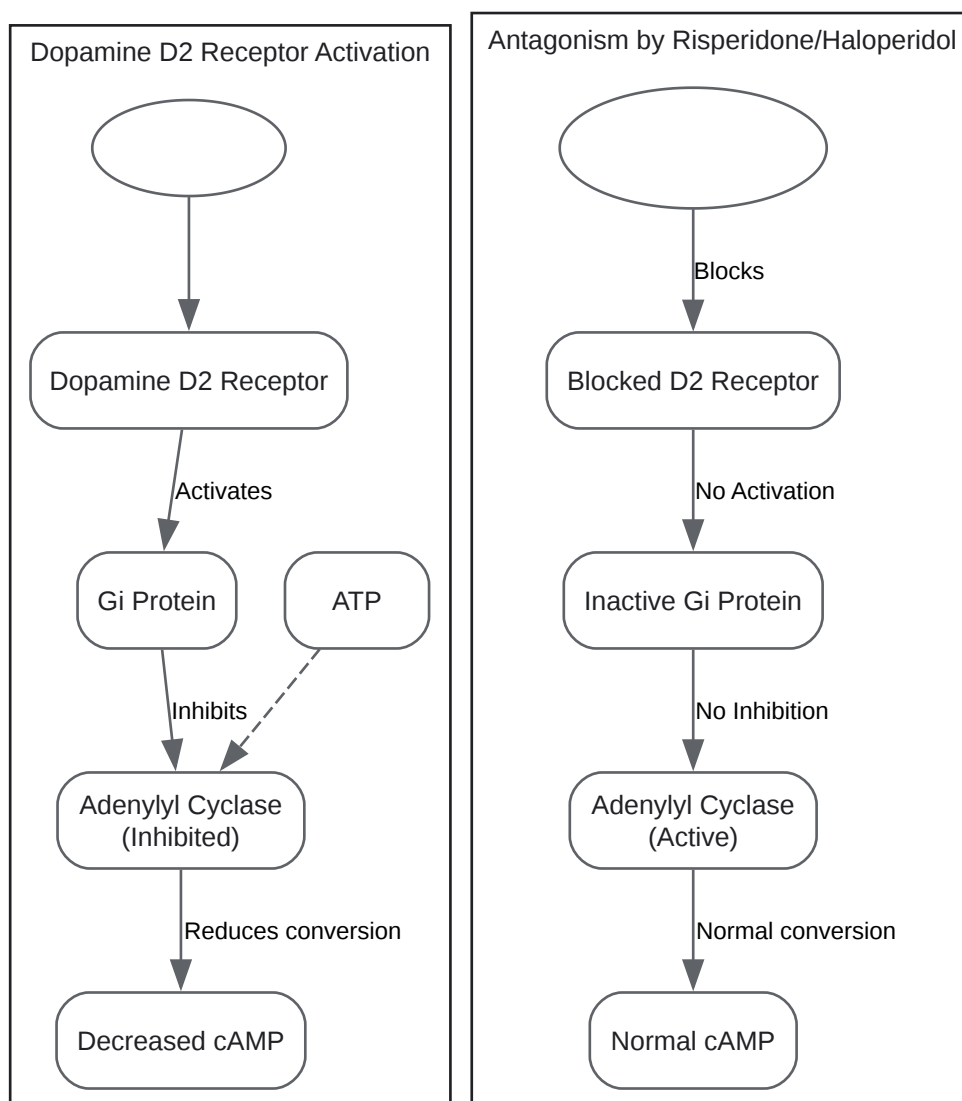 Dopamine D2 Receptor Activation
Dopamine D2 Receptor
Activates
Gi Protein
ATP
Inhibits
Adenylyl Cyclase
(Inhibited)
Reduces conversion
Decreased cAMP
Antagonism by Risperidone/Haloperidol
Blocks
Blocked D2 Receptor
No Activation
Inactive Gi Protein
No Inhibition
Adenylyl Cyclase
(Active)
Normal conversion
Normal cAMP